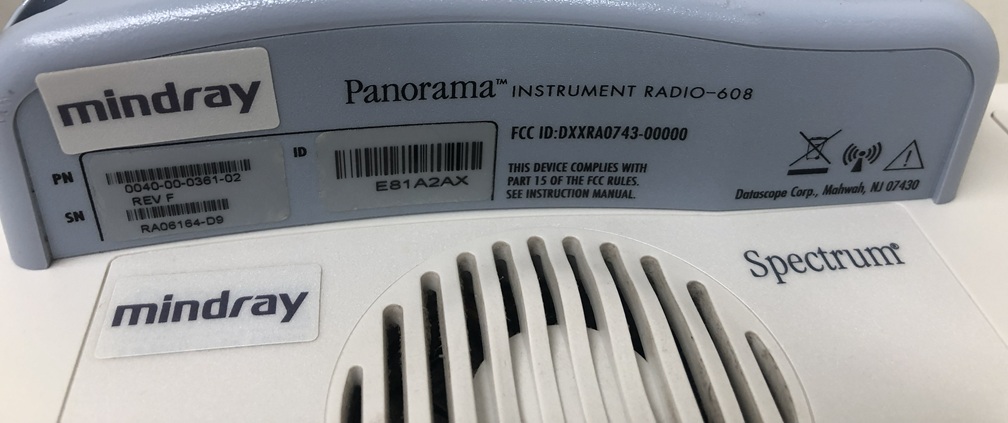 mindray
Panorama™ INSTRUMENT RADIO-608
PN
0040-00-0361-02
REV F
SN
RA06164-D9
ID
E81A2AX
FCC ID:DXXRA0743-00000
THIS DEVICE COMPLIES WITH
PART 15 OF THE FCC RULES.
SEE INSTRUCTION MANUAL.
Datascope Corp., Mahwah, NJ 07430
mindray
Spectrum®